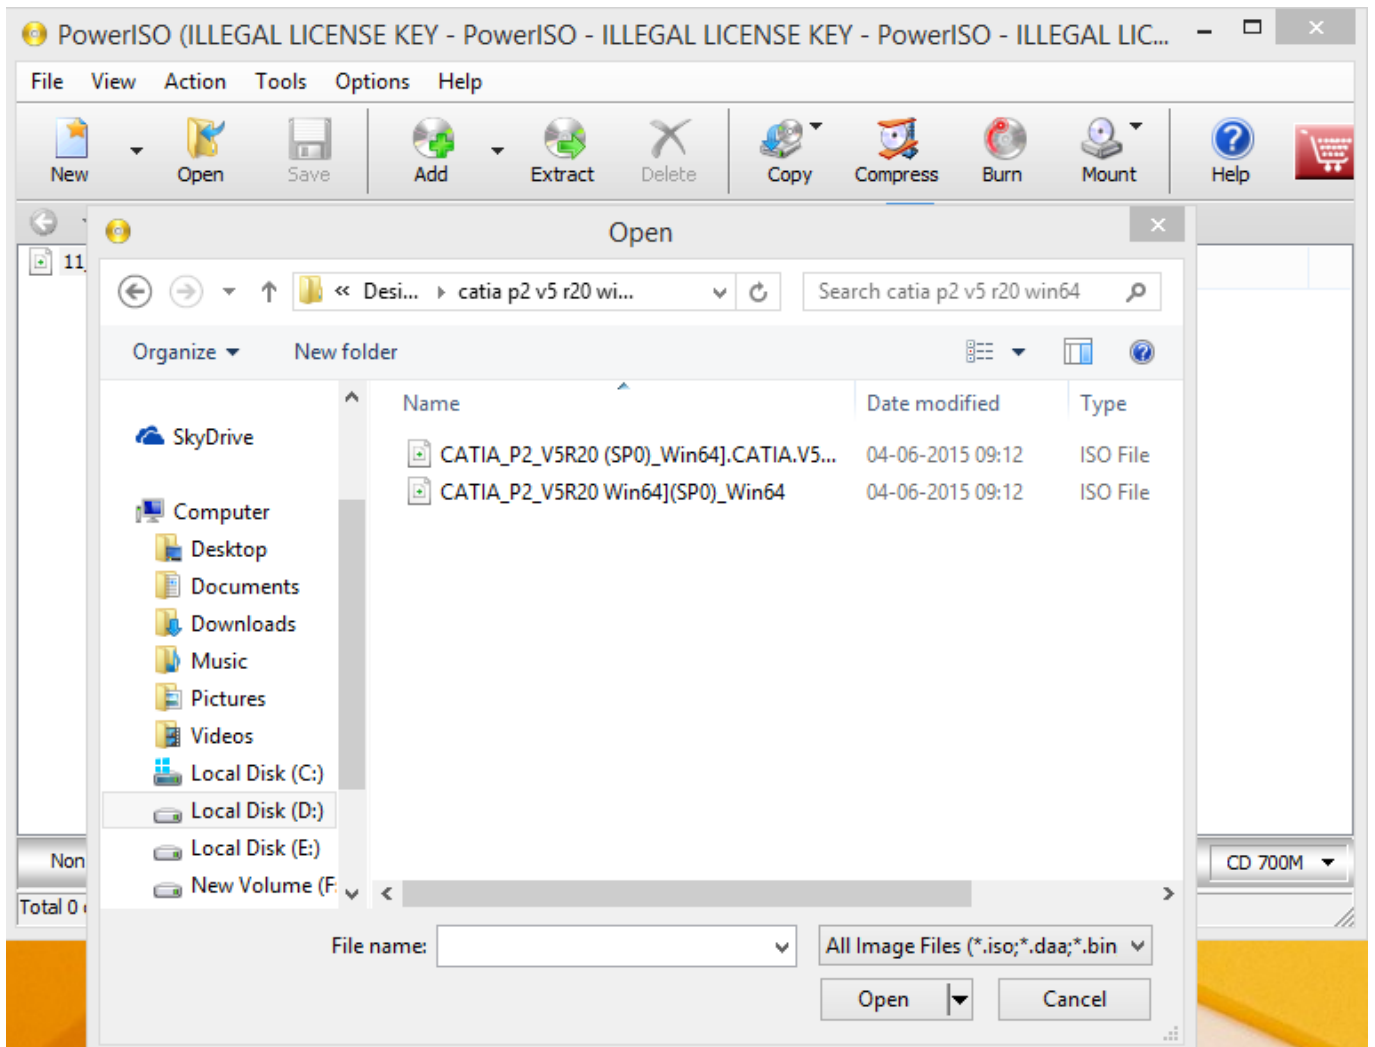 PowerISO (ILLEGAL LICENSE KEY - PowerISO - ILLEGAL LICENSE KEY - PowerISO - ILLEGAL LIC...
File View Action Tools Options Help
New Open Save Add Extract Delete Copy Compress Burn Mount Help
Open
11
« Desi... catia p2 v5 r20 wi... Search catia p2 v5 r20 win64
Organize New folder
Name Date modified Type
SkyDrive
CATIA_P2_V5R20 (SP0)_Win64].CATIA.V5... 04-06-2015 09:12 ISO File
CATIA_P2_V5R20 Win64](SP0)_Win64 04-06-2015 09:12 ISO File
Computer
Desktop
Documents
Downloads
Music
Pictures
Videos
Local Disk (C:)
Local Disk (D:)
Local Disk (E:)
New Volume (F:
Non CD 700M
Total 0
File name: All Image Files (*.iso;*.daa;*.bin
Open Cancel